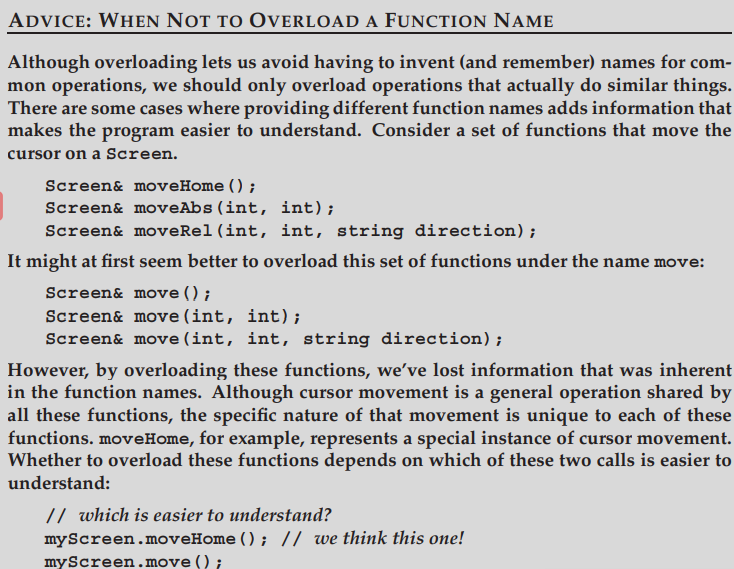 ADVICE: WHEN NOT TO OVERLOAD A FUNCTION NAME
Although overloading lets us avoid having to invent (and remember) names for com-
mon operations, we should only overload operations that actually do similar things.
There are some cases where providing different function names adds information that
makes the program easier to understand. Consider a set of functions that move the
cursor on a Screen.
Screen& moveHome();
Screen& moveAbs(int, int);
Screen& moveRel(int, int, string direction);
It might at first seem better to overload this set of functions under the name move:
Screen& move();
Screen& move(int, int);
Screen& move(int, int, string direction);
However, by overloading these functions, we've lost information that was inherent
in the function names. Although cursor movement is a general operation shared by
all these functions, the specific nature of that movement is unique to each of these
functions. moveHome, for example, represents a special instance of cursor movement.
Whether to overload these functions depends on which of these two calls is easier to
understand:
// which is easier to understand?
myScreen.moveHome(); // we think this one!
myScreen.move();